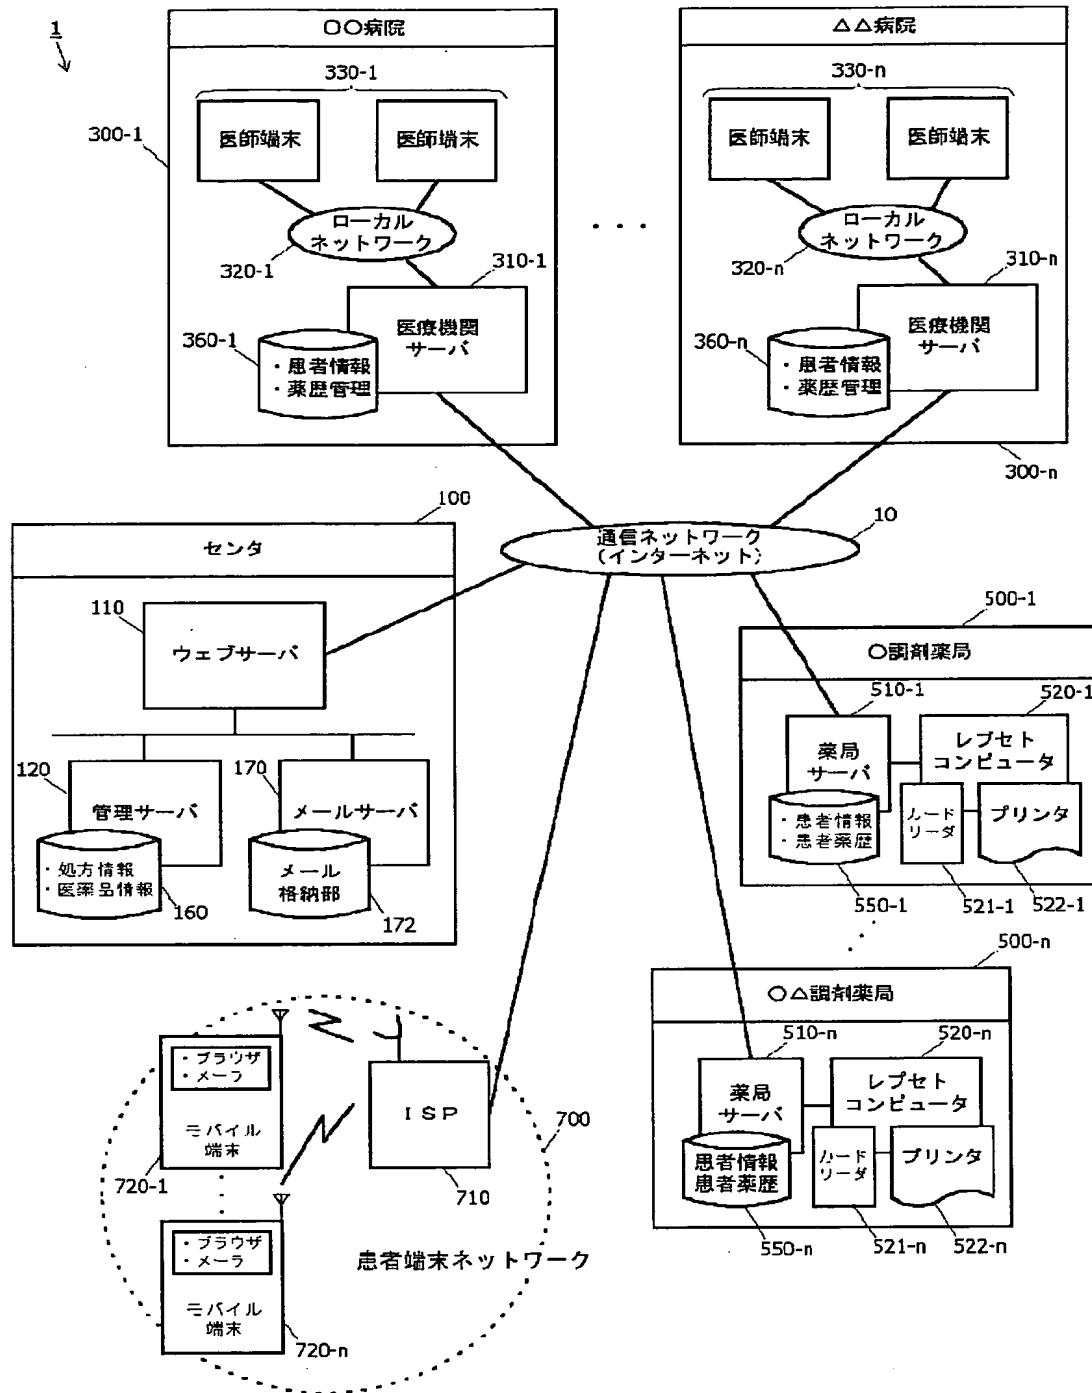 1
〇〇病院
330-1
300-1
医師端末
医師端末
ローカル
ネットワーク
320-1
310-1
医療機関
サーバ
360-1
・患者情報
・薬歴管理
・・・
△△病院
330-n
医師端末
医師端末
ローカル
ネットワーク
320-n
310-n
医療機関
サーバ
360-n
・患者情報
・薬歴管理
300-n
10
通信ネットワーク
(インターネット)
100
センタ
110
ウェブサーバ
120
管理サーバ
・処方情報
・医薬品情報
160
170
メールサーバ
メール
格納部
172
500-1
〇調剤薬局
510-1
薬局
サーバ
・患者情報
・患者薬歴
550-1
520-1
レプセト
コンピュータ
カード
リーダ
プリンタ
521-1
522-1
500-n
〇△調剤薬局
510-n
薬局
サーバ
患者情報
患者薬歴
550-n
520-n
レプセト
コンピュータ
カード
リーダ
プリンタ
521-n
522-n
・ブラウザ
・メーラ
モバイル
端末
720-1
ISP
710
700
・ブラウザ
・メーラ
モバイル
端末
720-n
患者端末ネットワーク